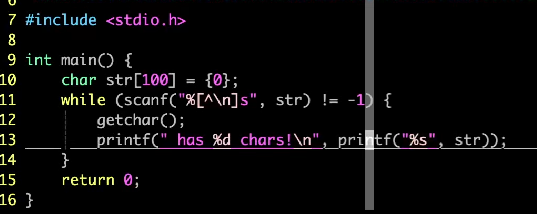 7 #include <stdio.h>
8
9 int main() {
10 char str[100] = {0};
11 while (scanf("%[^\n]s", str) != -1) {
12 getchar();
13 printf(" has %d chars!\n", printf("%s", str));
14 }
15 return 0;
16 }